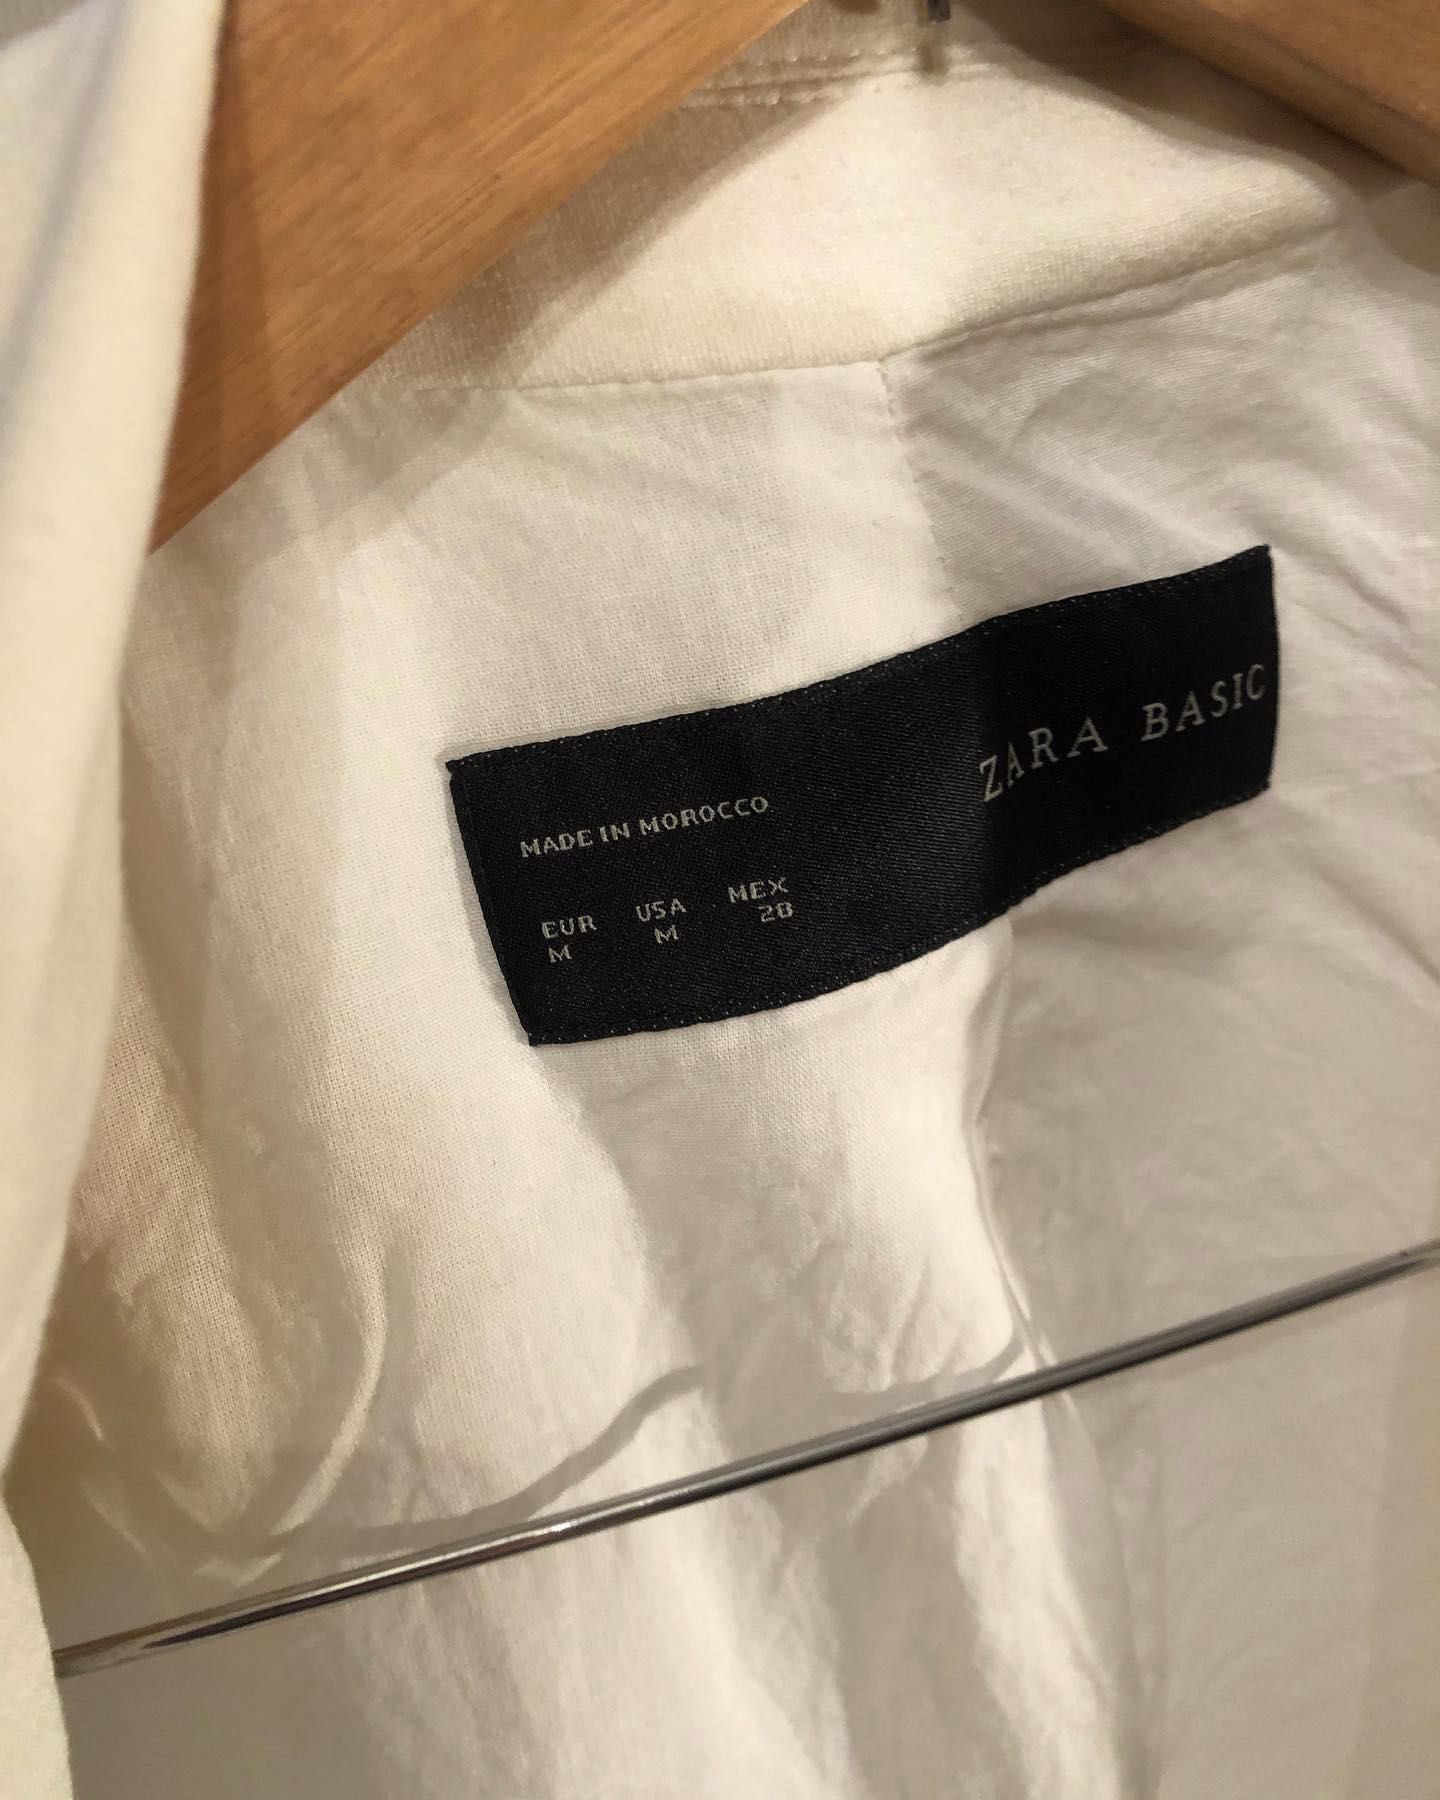 ZARA BASIC
MADE IN MOROCCO
EUR USA MEX
M M 28